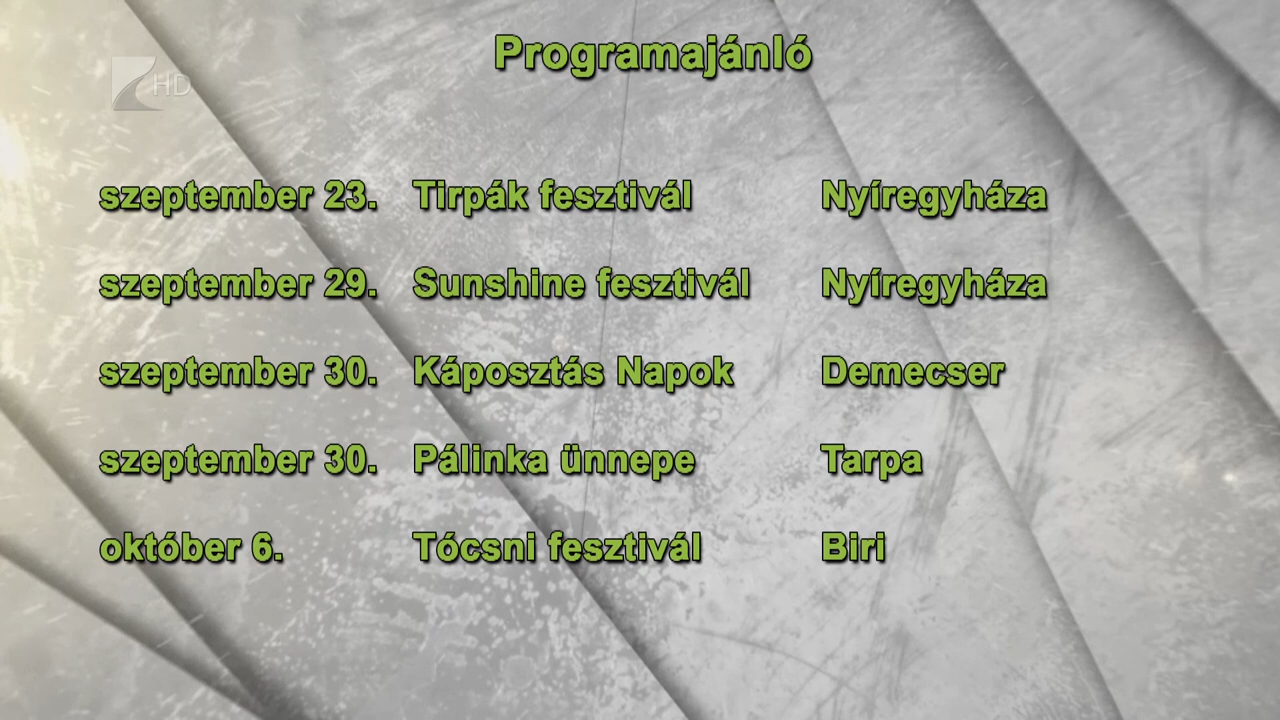 Programajánló
HD
szeptember 23. Tirpák fesztivál Nyíregyháza
szeptember 29. Sunshine fesztivál Nyíregyháza
szeptember 30. Káposztás Napok Demecser
szeptember 30. Pálinka ünnepe Tarpa
október 6. Tócsni fesztivál Biri